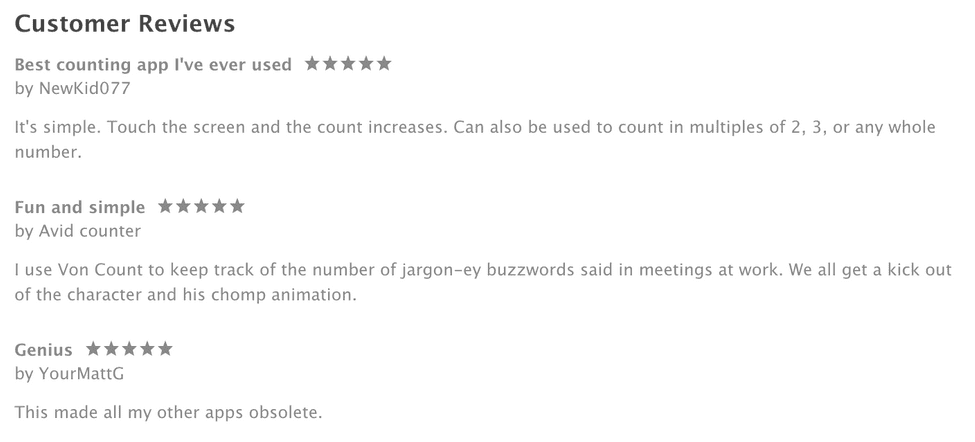 Customer Reviews
Best counting app I've ever used ★★★★★
by NewKid077
It's simple. Touch the screen and the count increases. Can also be used to count in multiples of 2, 3, or any whole
number.
Fun and simple ★★★★★
by Avid counter
I use Von Count to keep track of the number of jargon-ey buzzwords said in meetings at work. We all get a kick out
of the character and his chomp animation.
Genius ★★★★★
by YourMattG
This made all my other apps obsolete.